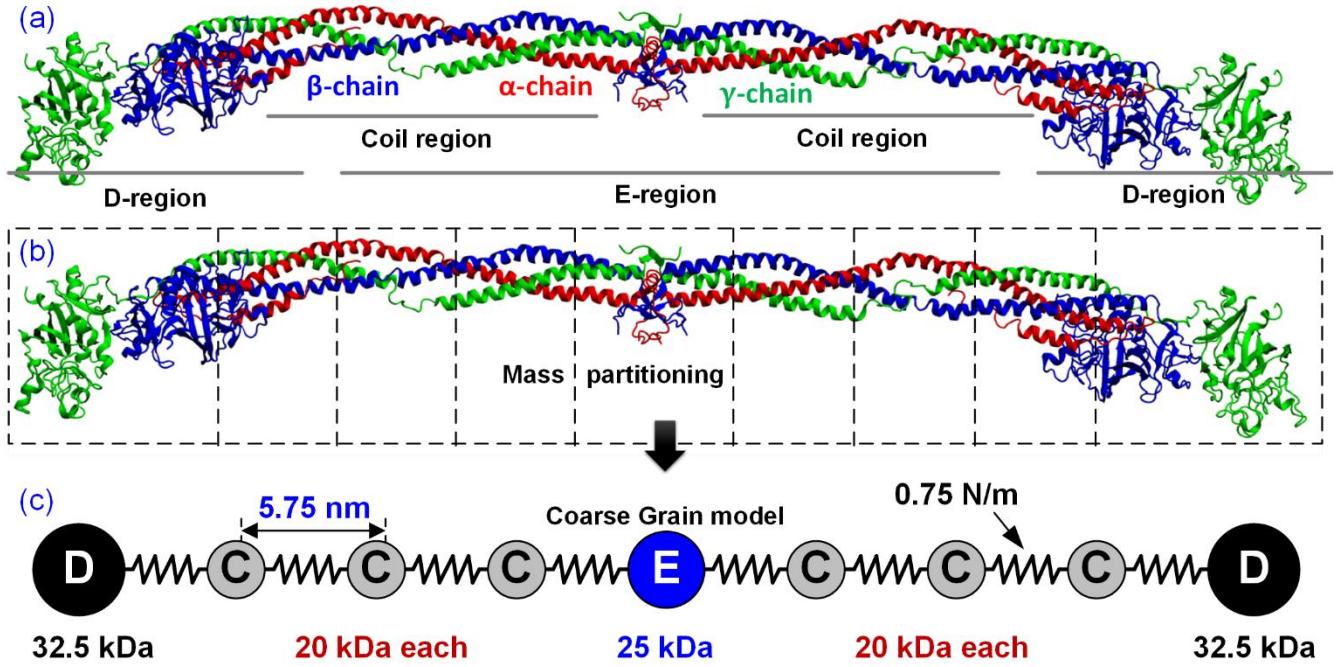 (a)
β-chain
α-chain
γ-chain
Coil region
Coil region
D-region
E-region
D-region
(b)
Mass partitioning
(c)
5.75 nm
Coarse Grain model
0.75 N/m
D
C
C
C
E
C
C
C
D
32.5 kDa
20 kDa each
25 kDa
20 kDa each
32.5 kDa